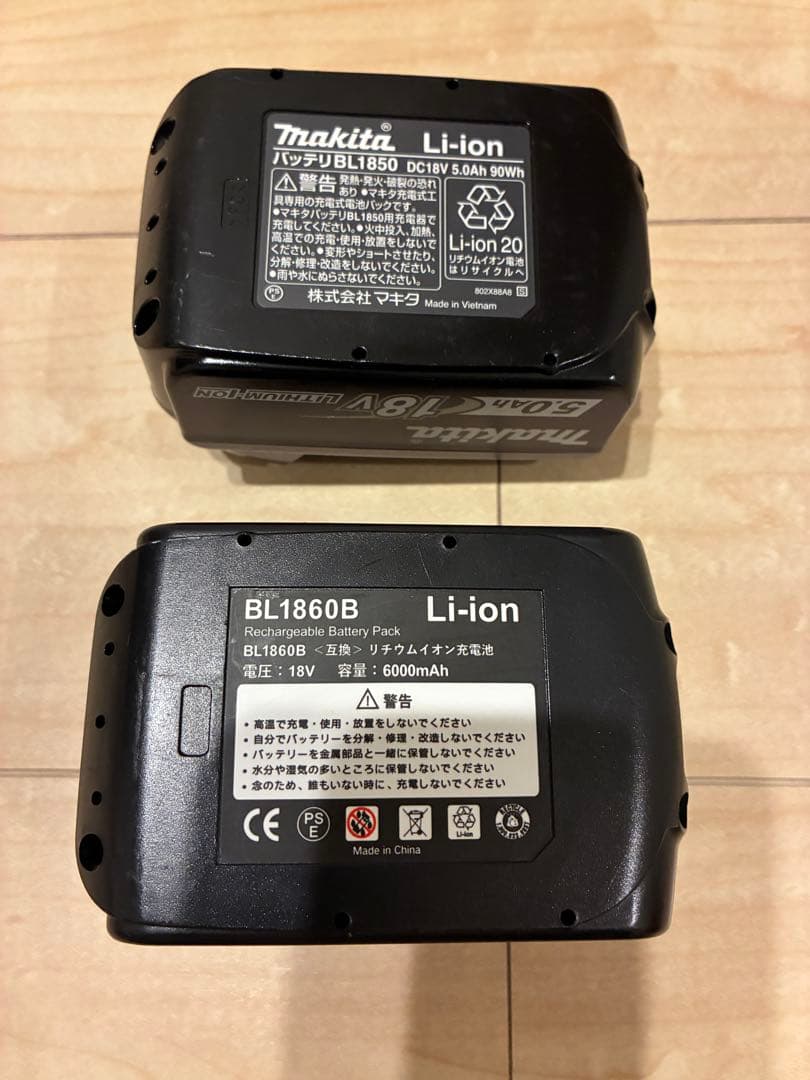 makita® Li-ion
バッテリBL1850 DC18V 5.0Ah 90Wh
警告 発熱・発火・破裂の恐れ
あり ●マキタ充電式工
具専用の充電式電池パックです。
●マキタバッテリBL1850用充電器で
充電してください。●火中投入、加熱、
高温での充電・使用・放置をしないで
ください。●変形やショートさせたり、
分解・修理・改造をしないでください。
●雨や水にぬらさないでください。
Li-ion 20
リチウムイオン電池
はリサイクルへ
802X88A8 S
PS
E
株式会社マキタ Made in Vietnam
5.0Ah 18V LITHIUM-ION
makita®
BL1860B Li-ion
Rechargeable Battery Pack
BL1860B <互換> リチウムイオン充電池
電圧：18V 容量：6000mAh
警告
• 高温で充電・使用・放置をしないでください
• 自分でバッテリーを分解・修理・改造しないでください
• バッテリーを金属部品と一緒に保管しないでください
• 水分や湿気の多いところに保管しないでください
• 念のため、誰もいない時に、充電しないでください
CE
PS
E
Li-ion
RECYCLE
Made in China